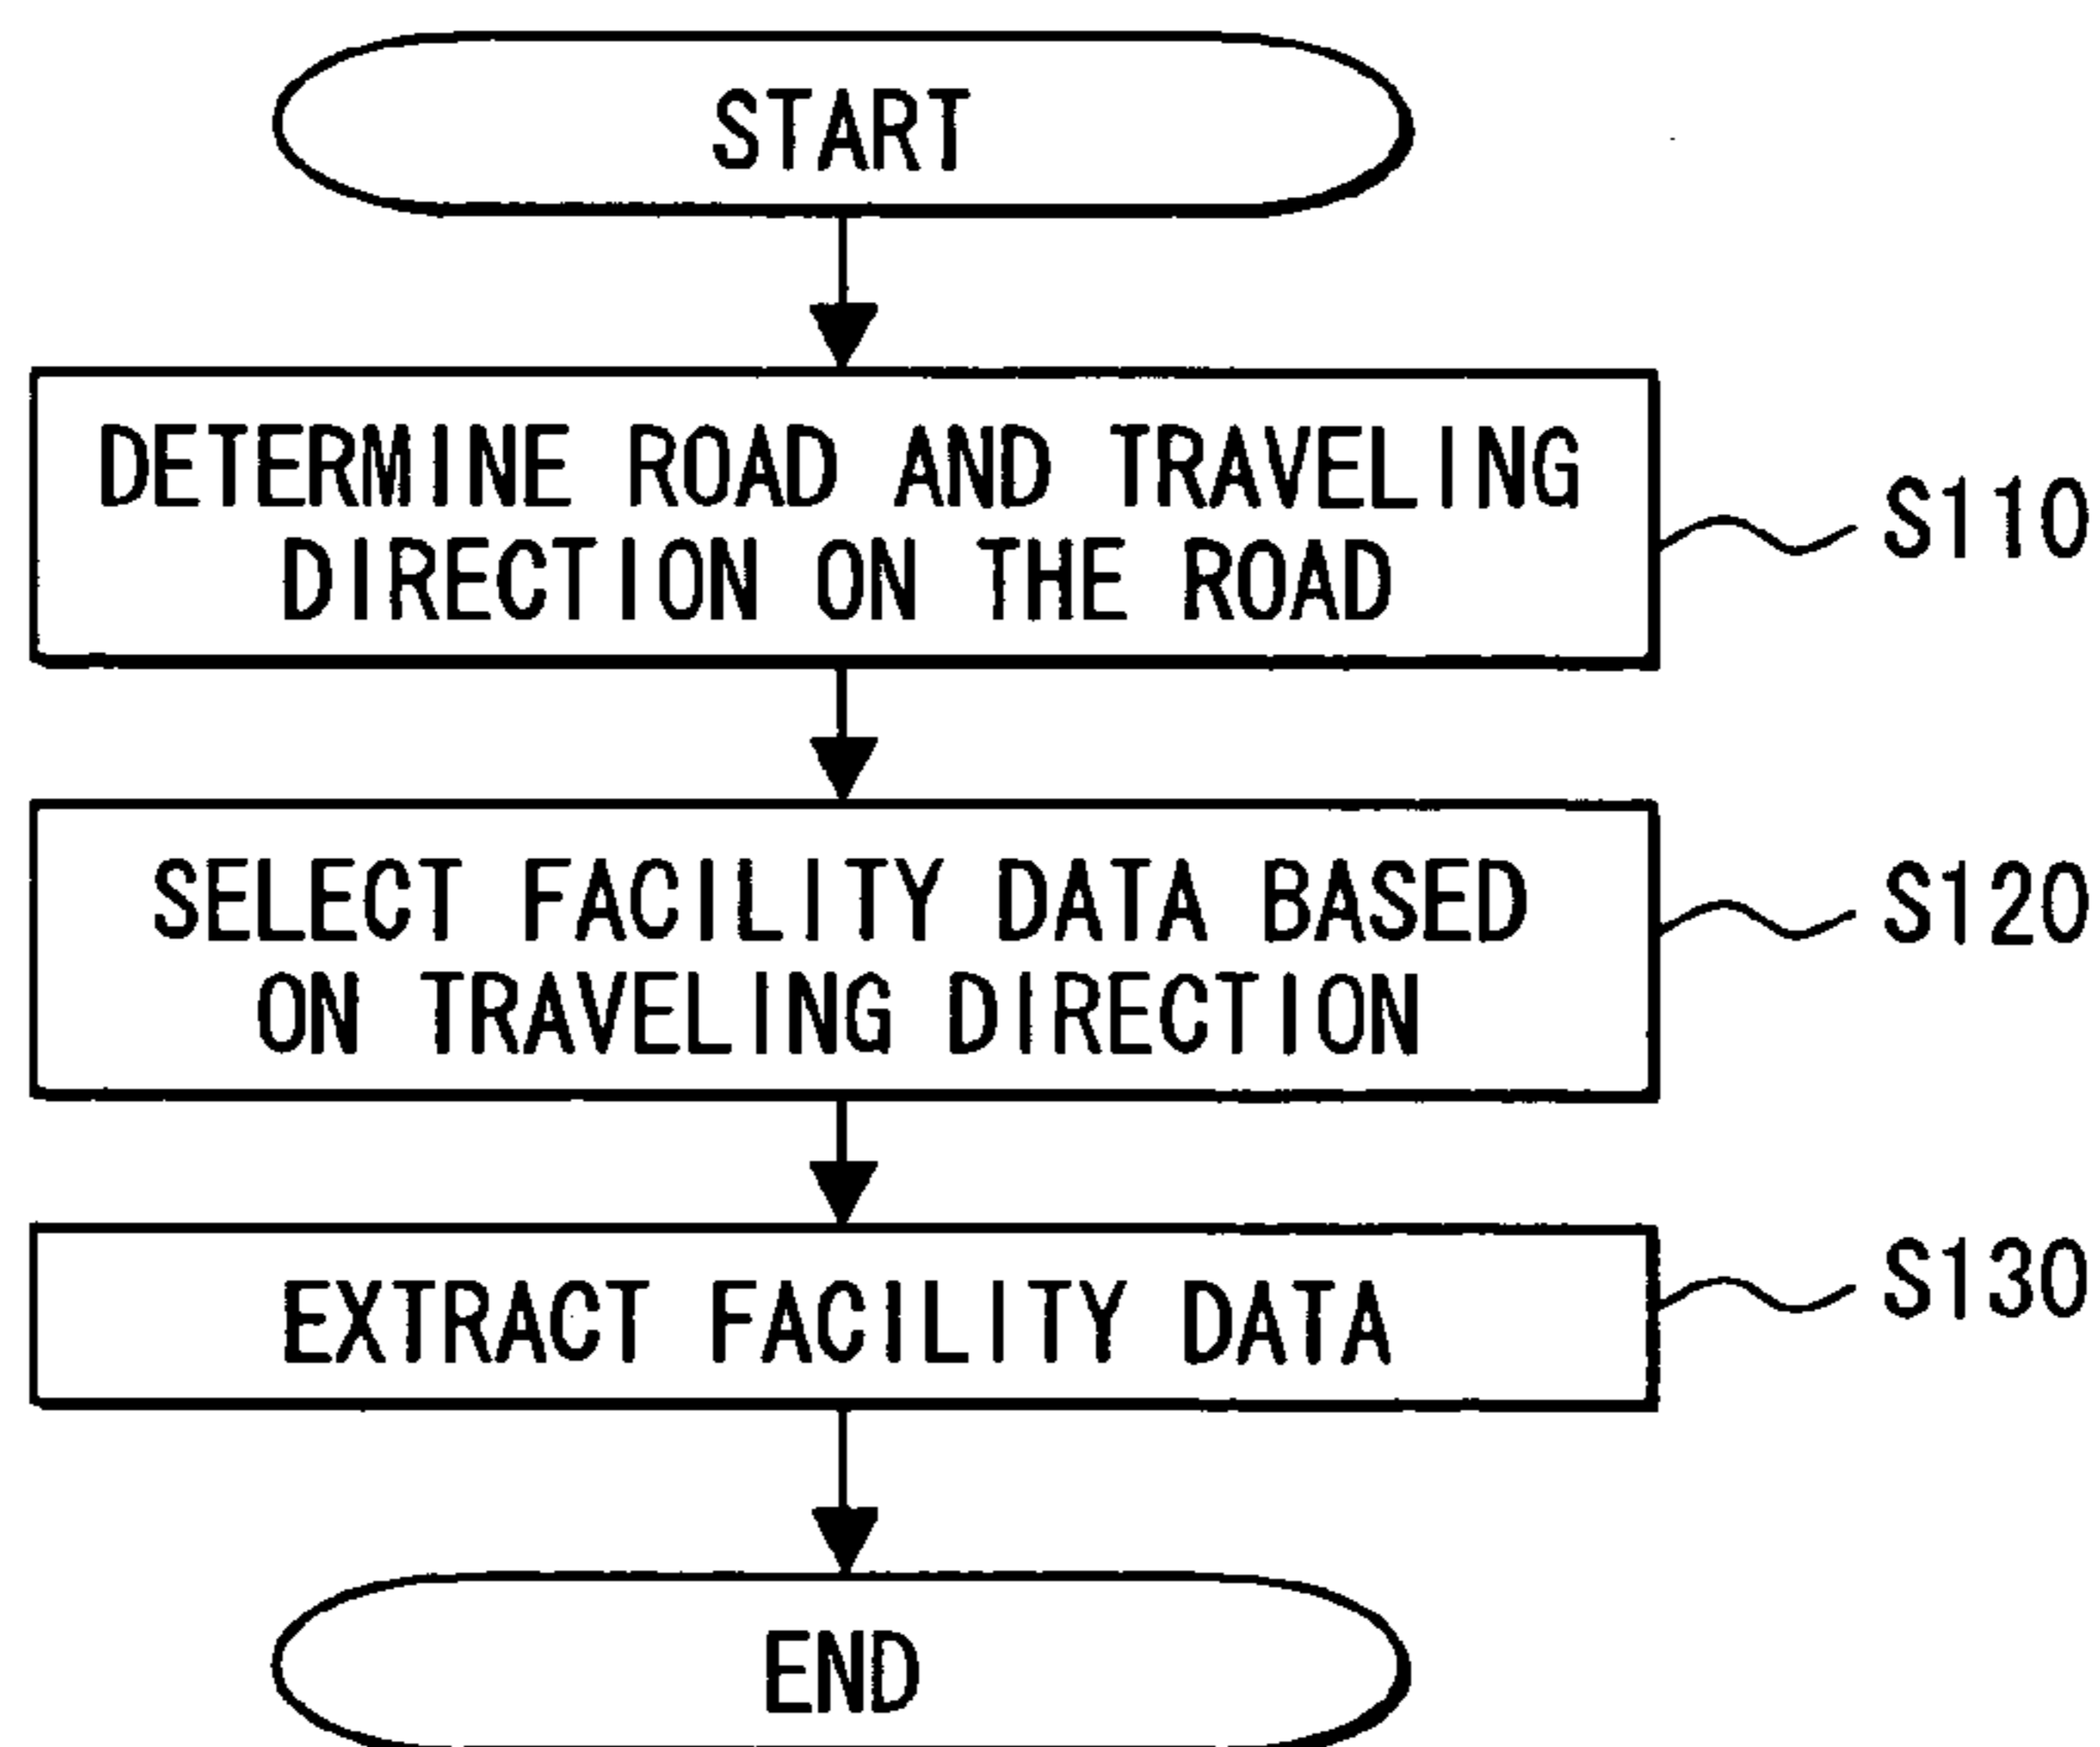 START
DETERMINE ROAD AND TRAVELING
DIRECTION ON THE ROAD
S110
SELECT FACILITY DATA BASED
ON TRAVELING DIRECTION
S120
EXTRACT FACILITY DATA
S130
END